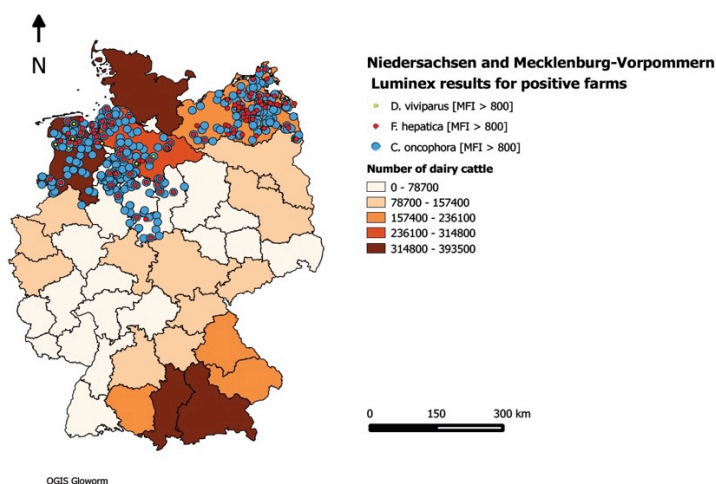 N
Niedersachsen and Mecklenburg-Vorpommern
Luminex results for positive farms
D. viviparus [MFI > 800]
F. hepatica [MFI > 800]
C. oncophora [MFI > 800]
Number of dairy cattle
0 - 78700
78700 - 157400
157400 - 236100
236100 - 314800
314800 - 393500
0 150 300 km
QGIS Gloworm